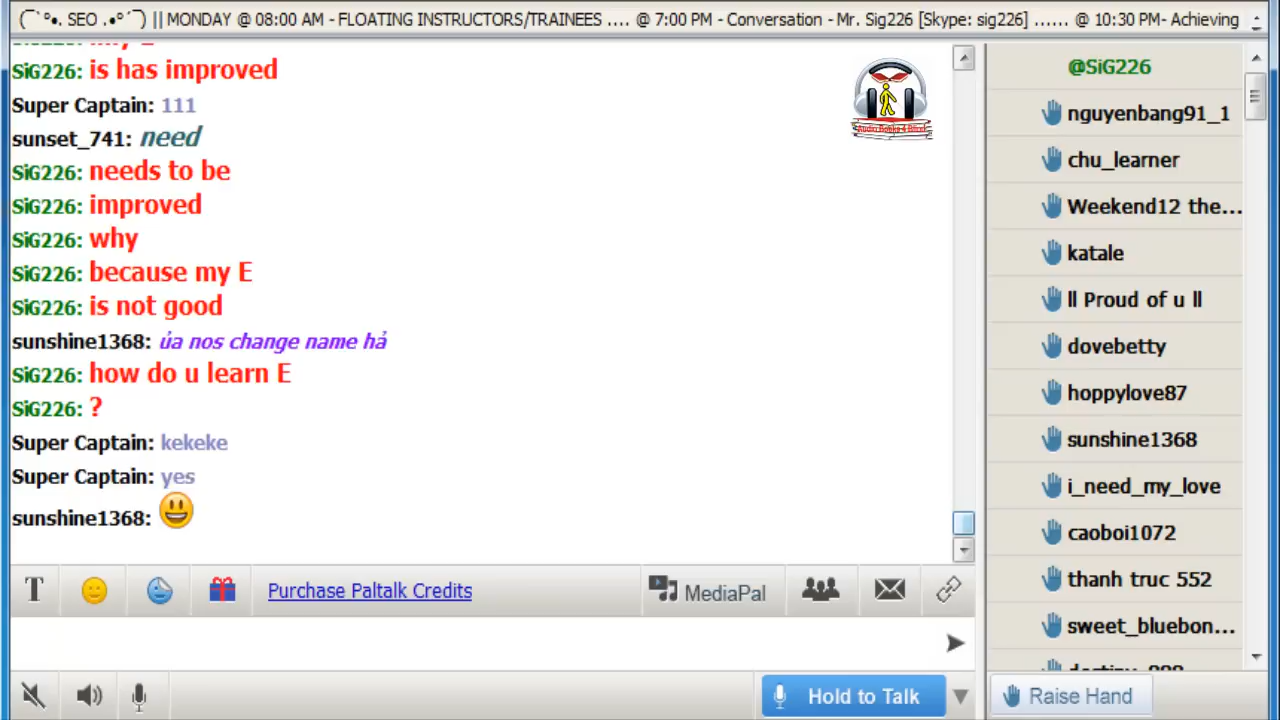 (¯`°•. SEO .•°´¯) || MONDAY @ 08:00 AM - FLOATING INSTRUCTORS/TRAINEES .... @ 7:00 PM - Conversation - Mr. Sig226 [Skype: sig226] ...... @ 10:30 PM- Achieving
SiG226: is has improved
Super Captain: 111
sunset_741: need
SiG226: needs to be
SiG226: improved
SiG226: why
SiG226: because my E
SiG226: is not good
sunshine1368: ủa nos change name hả
SiG226: how do u learn E
SiG226: ?
Super Captain: kekeke
Super Captain: yes
sunshine1368: 😃
T
Purchase Paltalk Credits
MediaPal
Hold to Talk
@SiG226
nguyenbang91_1
chu_learner
Weekend12 the...
katale
ll Proud of u ll
dovebetty
hoppylove87
sunshine1368
i_need_my_love
caoboi1072
thanh truc 552
sweet_bluebon...
Raise Hand